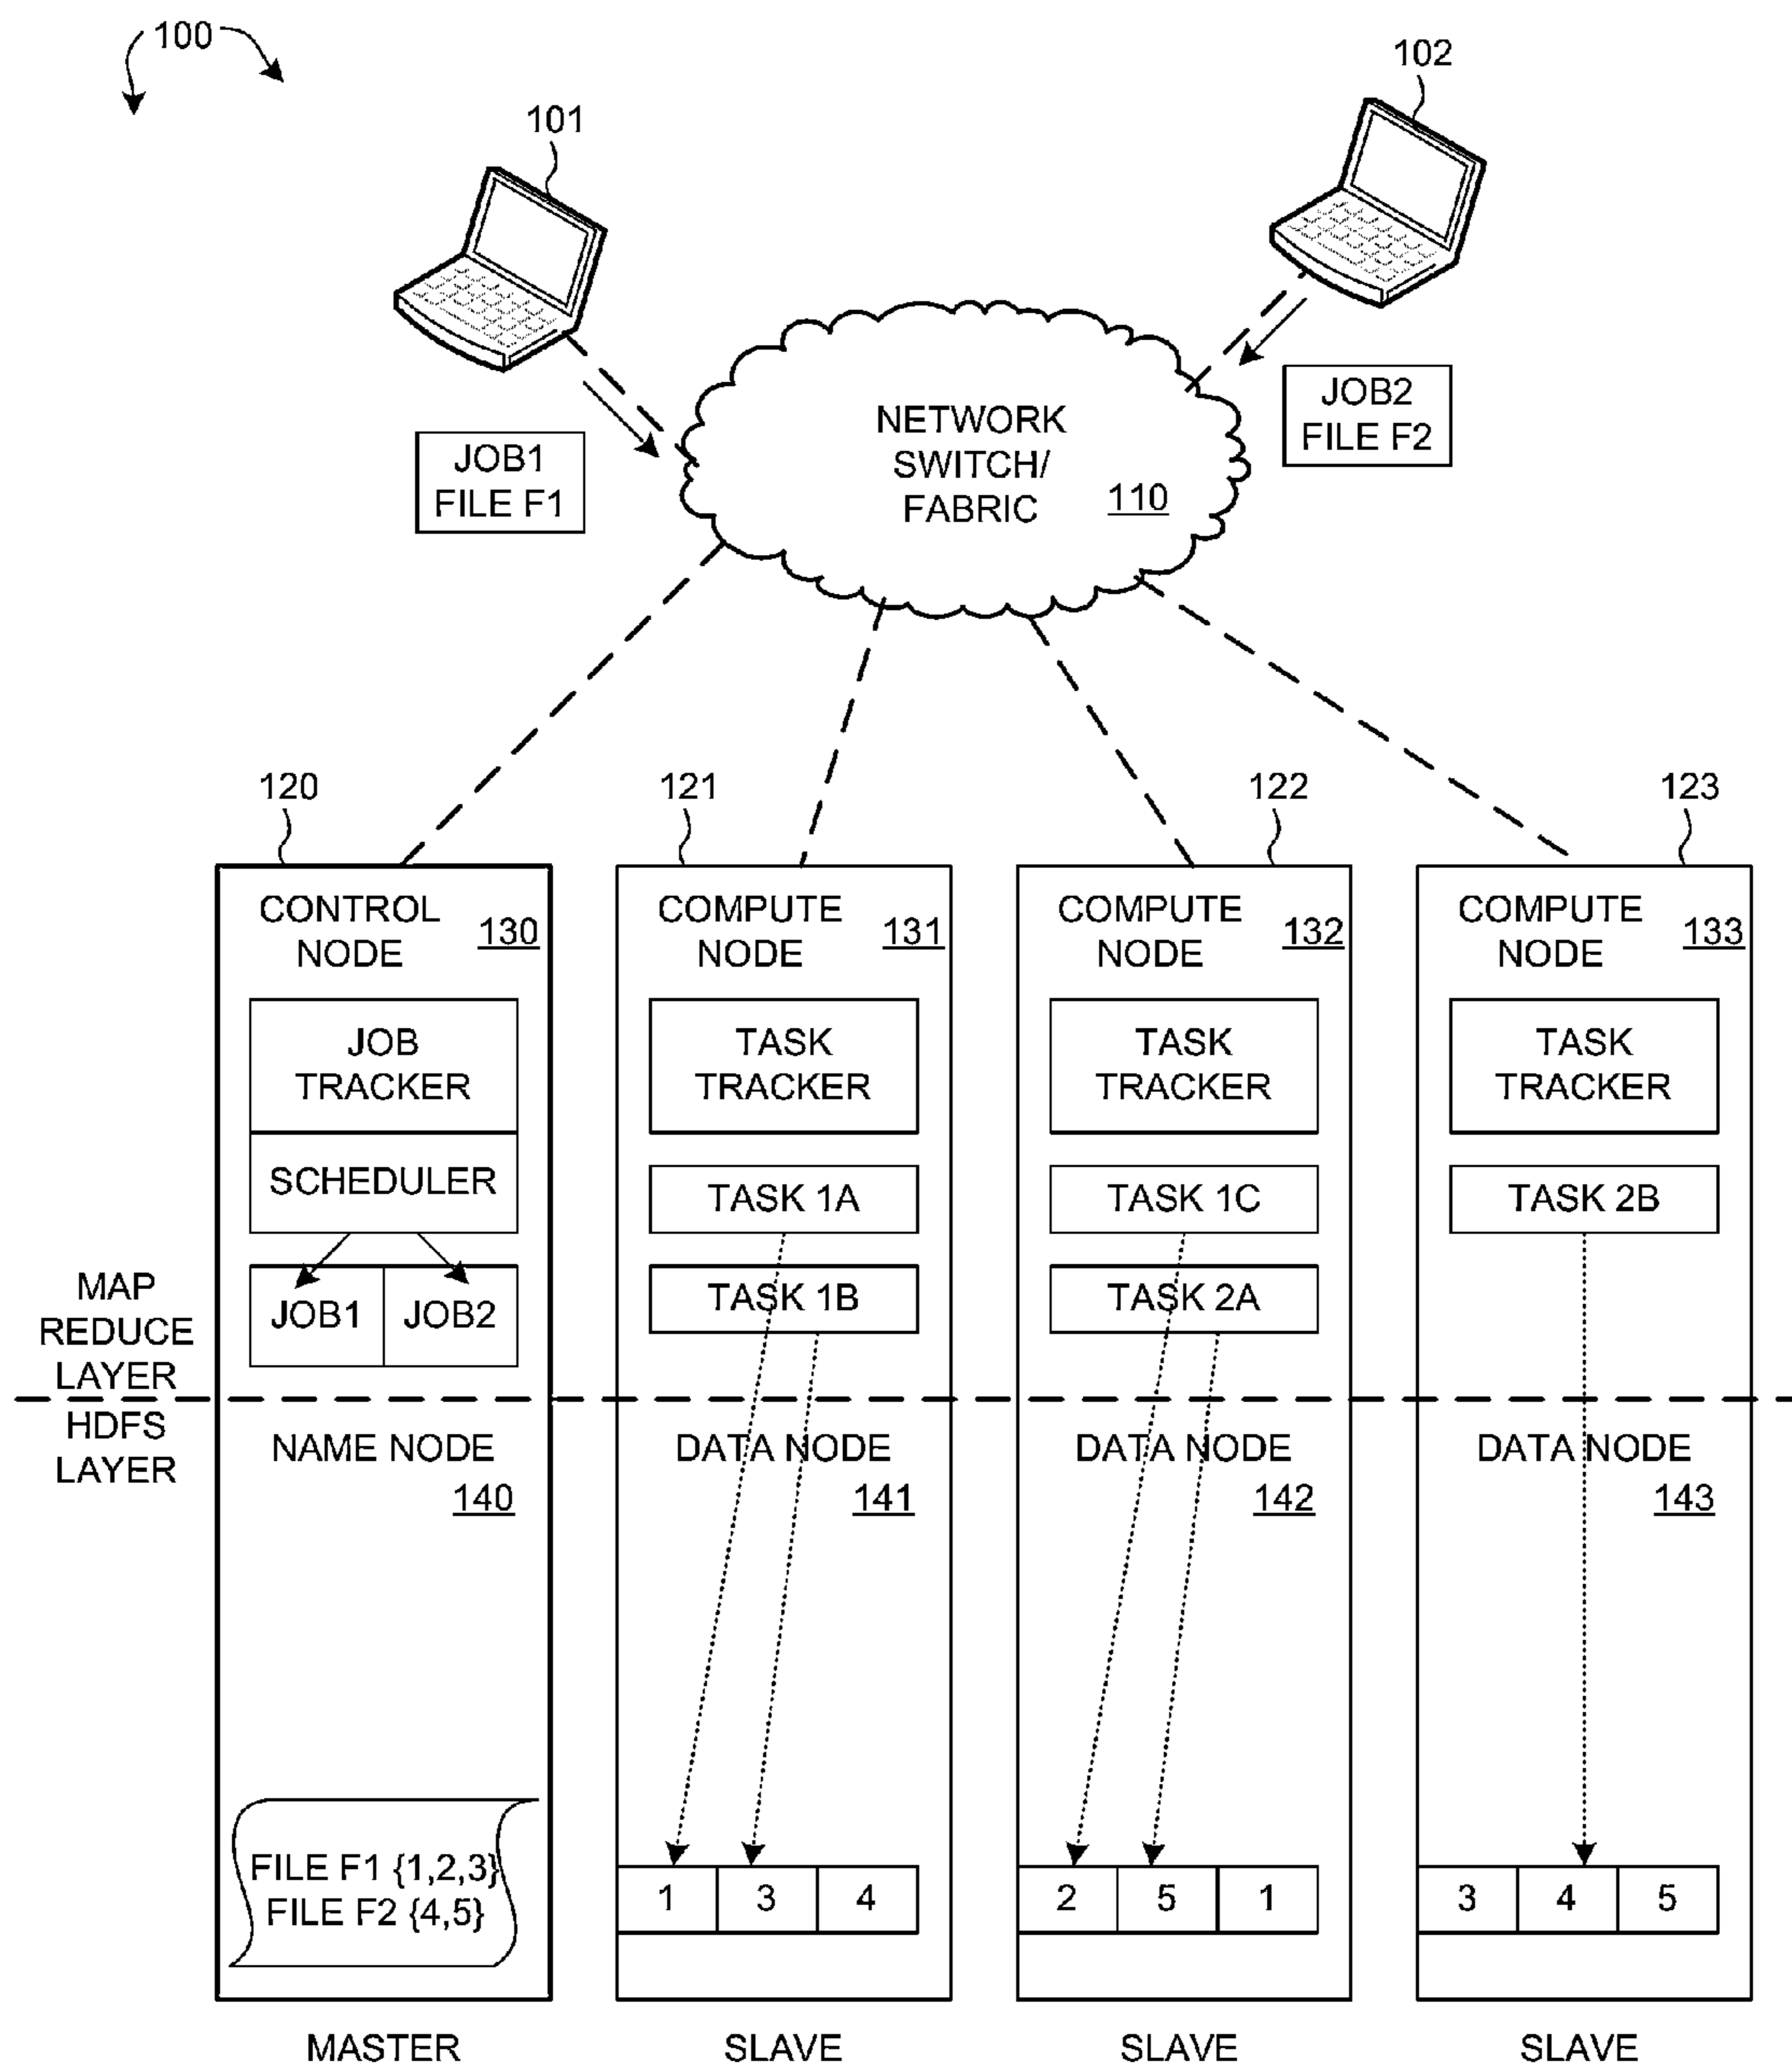 100
102
101
JOB2
FILE F2
NETWORK
SWITCH/
FABRIC
110
JOB1
FILE F1
120
121
122
123
CONTROL
NODE
130
COMPUTE
NODE
131
COMPUTE
NODE
132
COMPUTE
NODE
133
JOB
TRACKER
TASK
TRACKER
TASK
TRACKER
TASK
TRACKER
SCHEDULER
TASK 1A
TASK 1C
TASK 2B
JOB1
JOB2
TASK 1B
TASK 2A
MAP
REDUCE
LAYER
HDFS
LAYER
NAME NODE
140
DATA NODE
141
DATA NODE
142
DATA NODE
143
FILE F1 {1,2,3}
FILE F2 {4,5}
1 3 4
2 5 1
3 4 5
MASTER
SLAVE
SLAVE
SLAVE